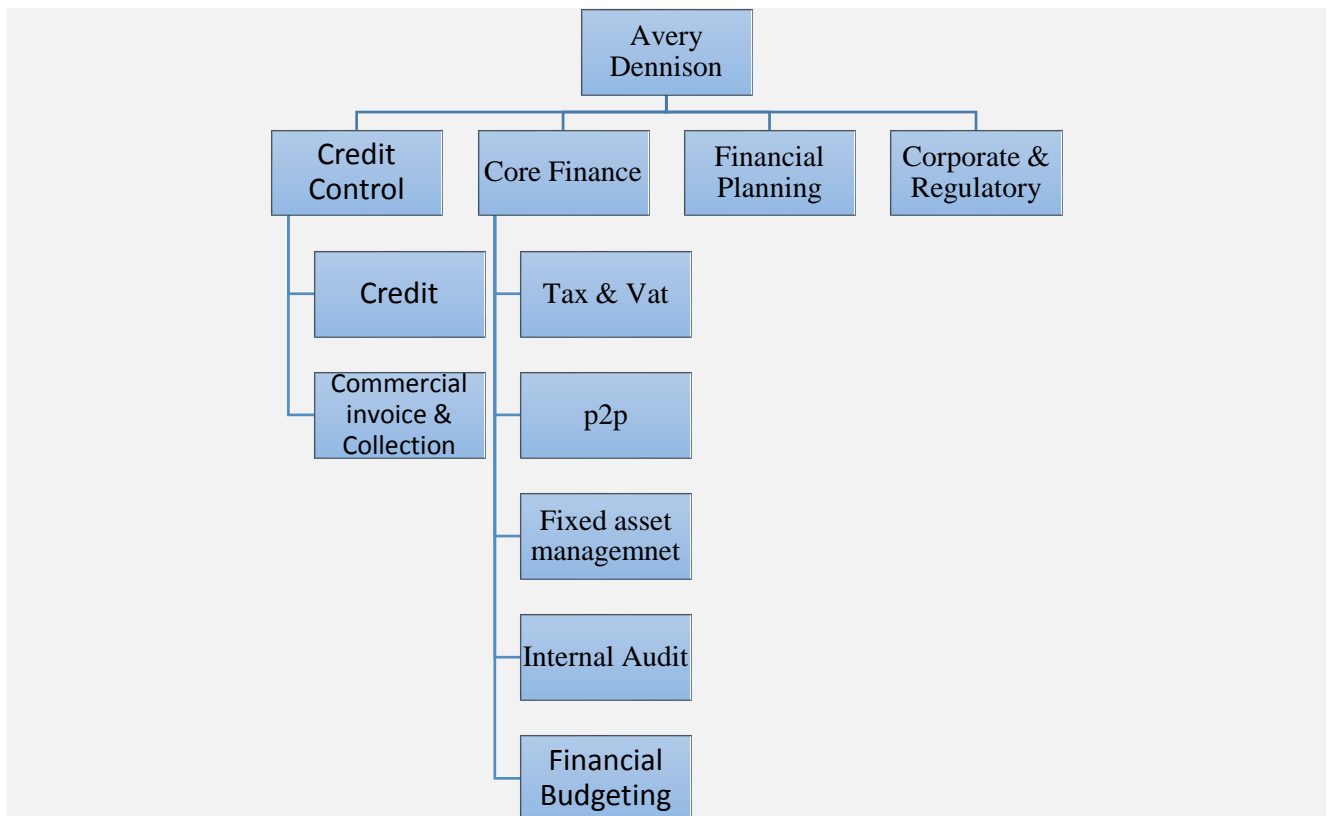 Avery
Dennison
Credit
Control
Core Finance
Financial
Planning
Corporate &
Regulatory
Credit
Commercial
invoice &
Collection
Tax & Vat
p2p
Fixed asset
managemnet
Internal Audit
Financial
Budgeting